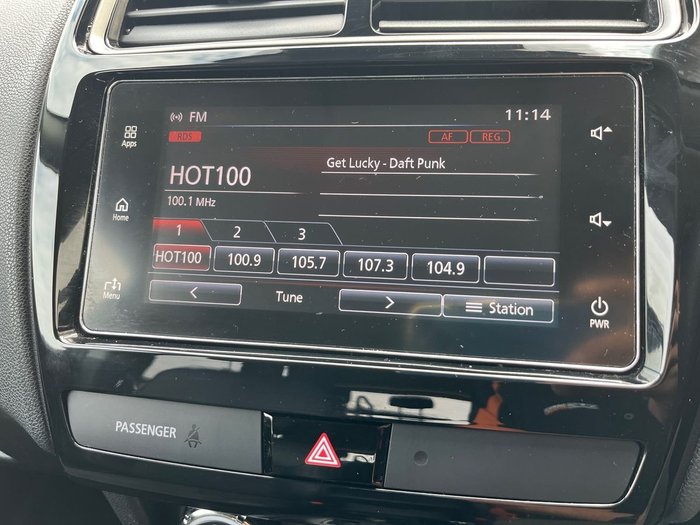 FM
11:14
RDS
AF
REG.
Apps
Get Lucky - Daft Punk
HOT100
100.1 MHz
Home
1 2 3
HOT100 100.9 105.7 107.3 104.9
Menu
< Tune > Station
PWR
PASSENGER